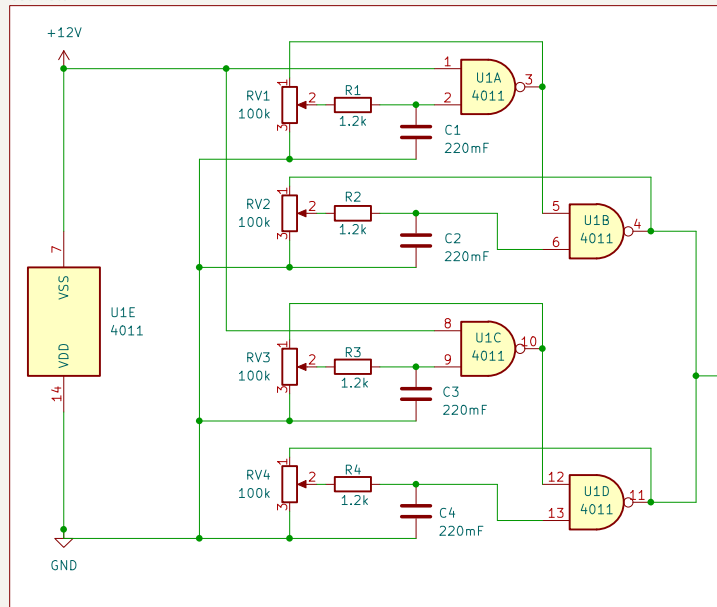 +12V
1
RV1
100k
1
2
3
R1
1.2k
2
U1A
4011
3
C1
220mF
RV2
100k
1
2
3
R2
1.2k
C2
220mF
5
6
U1B
4011
4
7
VSS
U1E
4011
VDD
14
8
RV3
100k
1
2
3
R3
1.2k
9
U1C
4011
10
C3
220mF
RV4
100k
1
2
3
R4
1.2k
C4
220mF
12
13
U1D
4011
11
GND